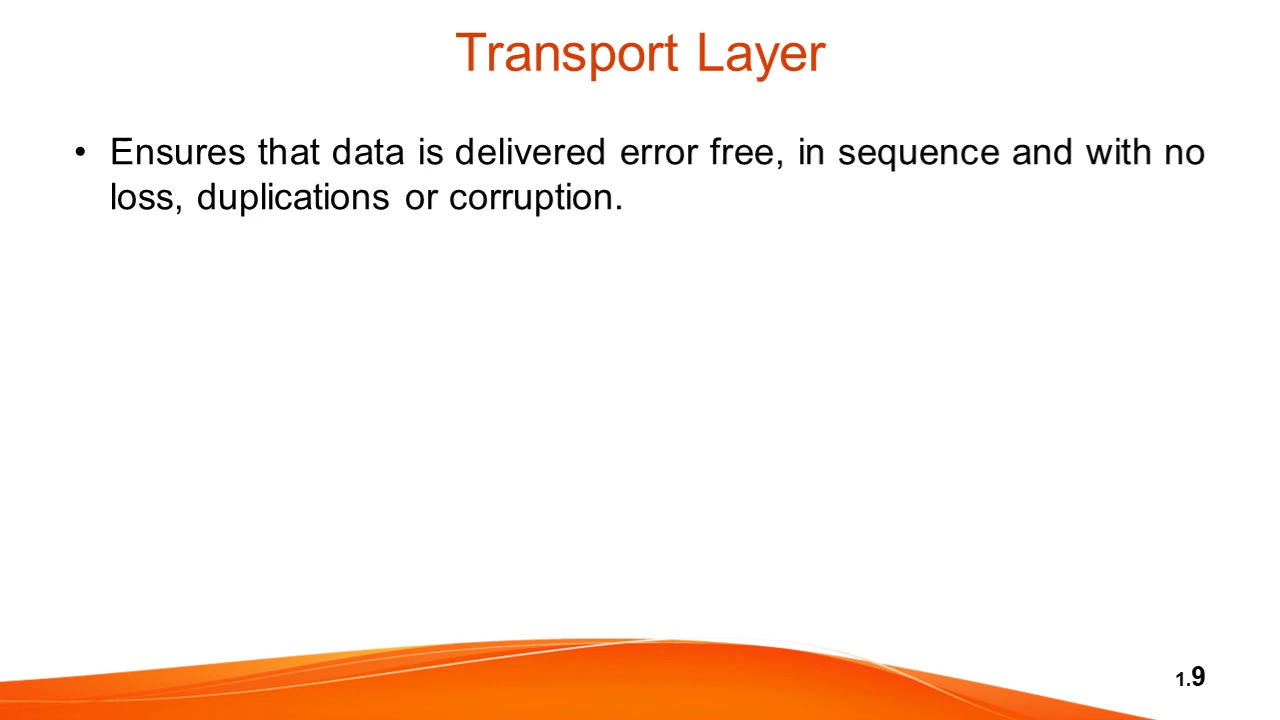 Transport Layer
• Ensures that data is delivered error free, in sequence and with no
loss, duplications or corruption.
1.9